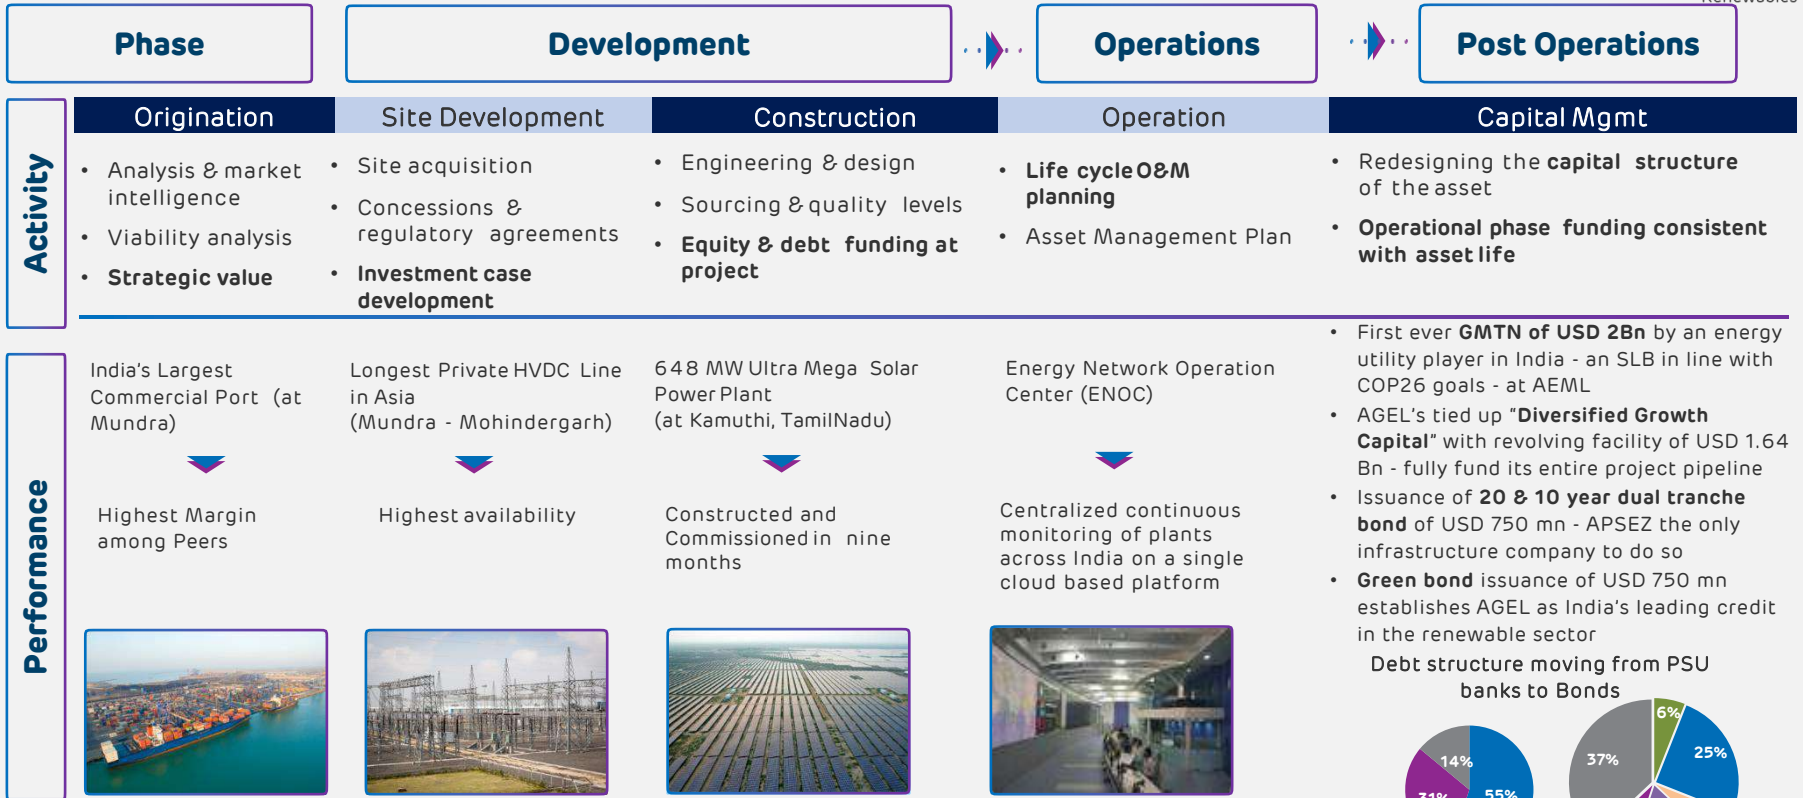 Renewables
Phase
Development
Operations
Post Operations
Activity
Origination
Site Development
Construction
Operation
Capital Mgmt
• Analysis & market
intelligence
• Viability analysis
• Strategic value
• Site acquisition
• Concessions &
regulatory agreements
• Investment case
development
• Engineering & design
• Sourcing & quality levels
• Equity & debt funding at
project
• Life cycle O&M
planning
• Asset Management Plan
• Redesigning the capital structure
of the asset
• Operational phase funding consistent
with asset life
Performance
India's Largest
Commercial Port (at
Mundra)
Highest Margin
among Peers
Longest Private HVDC Line
in Asia
(Mundra - Mohindergarh)
Highest availability
648 MW Ultra Mega Solar
Power Plant
(at Kamuthi, TamilNadu)
Constructed and
Commissioned in nine
months
Energy Network Operation
Center (ENOC)
Centralized continuous
monitoring of plants
across India on a single
cloud based platform
• First ever GMTN of USD 2Bn by an energy
utility player in India - an SLB in line with
COP26 goals - at AEML
• AGEL's tied up "Diversified Growth
Capital" with revolving facility of USD 1.64
Bn - fully fund its entire project pipeline
• Issuance of 20 & 10 year dual tranche
bond of USD 750 mn - APSEZ the only
infrastructure company to do so
• Green bond issuance of USD 750 mn
establishes AGEL as India's leading credit
in the renewable sector
Debt structure moving from PSU
banks to Bonds
14%
31%
55%
6%
37%
25%